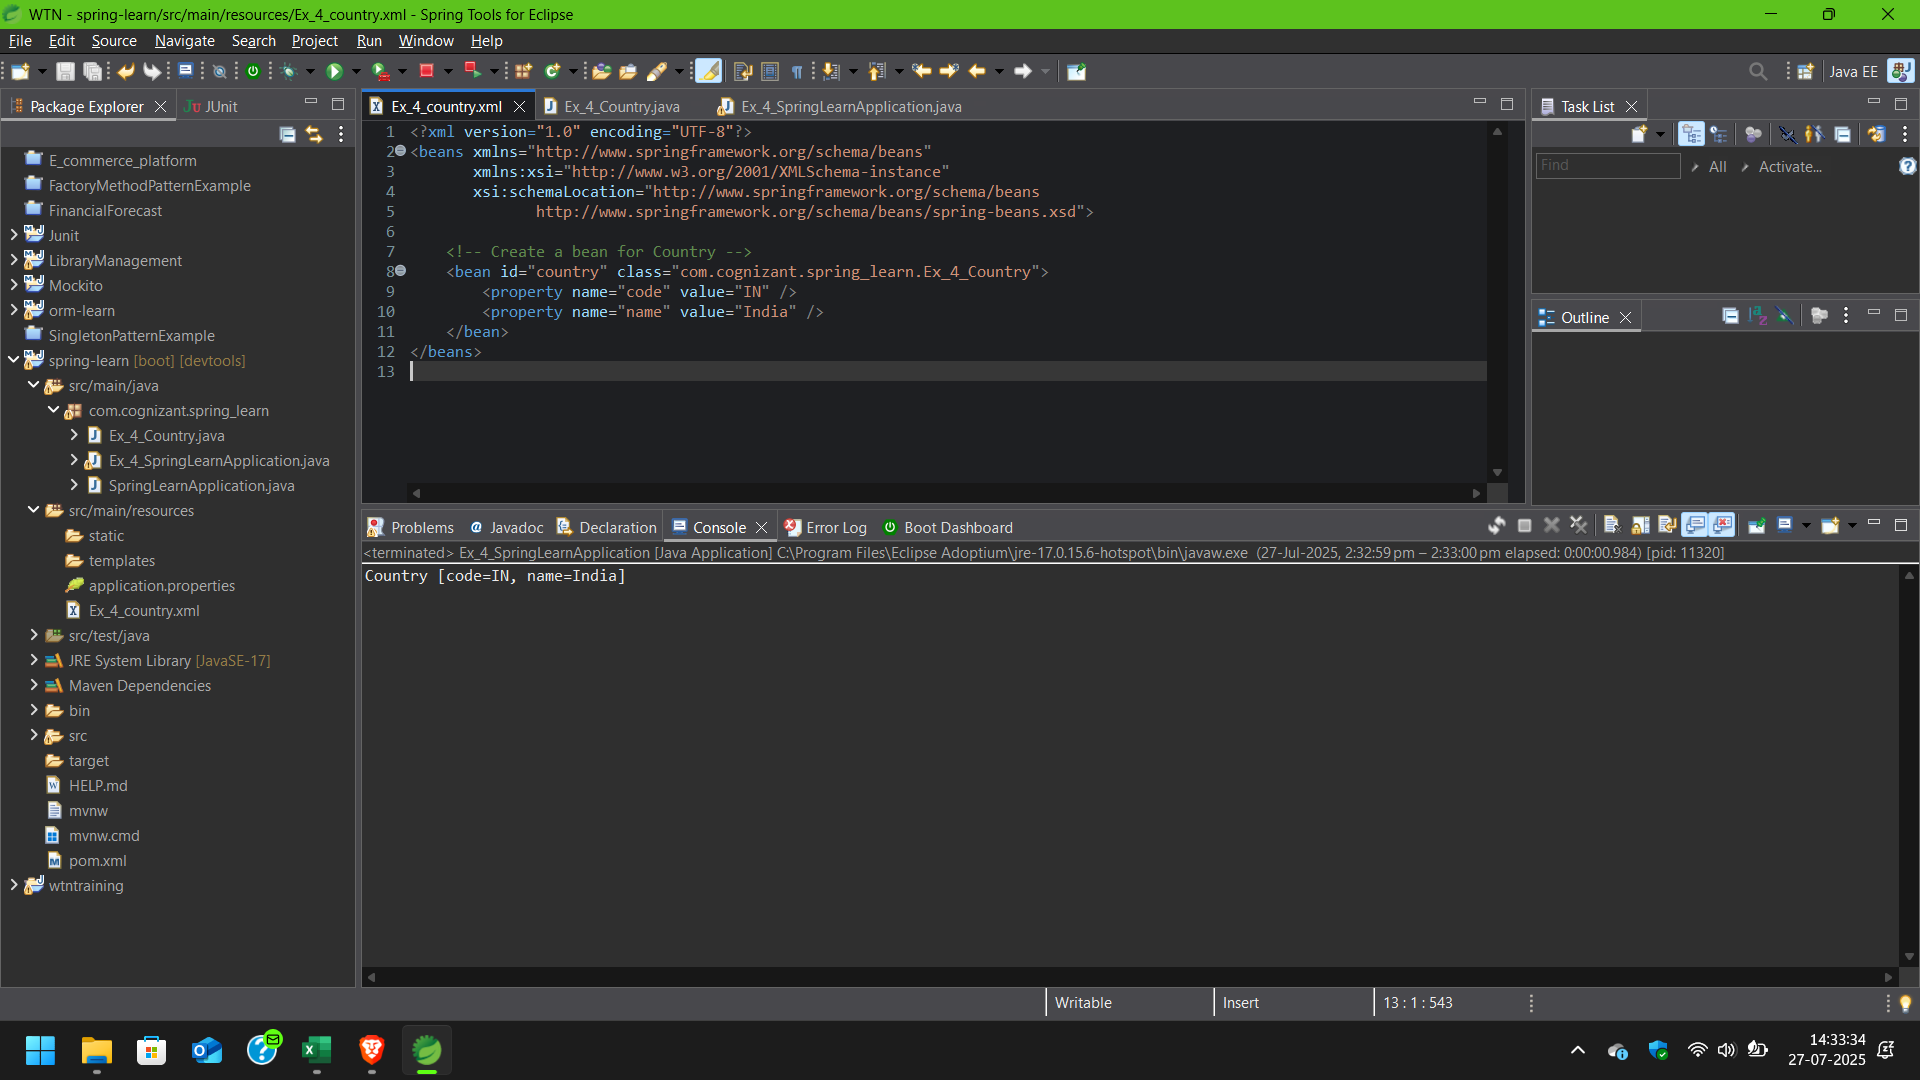 WTN - spring-learn/src/main/resources/Ex_4_country.xml - Spring Tools for Eclipse
File Edit Source Navigate Search Project Run Window Help
Java EE
Package Explorer
JUnit
E_commerce_platform
FactoryMethodPatternExample
FinancialForecast
Junit
LibraryManagement
Mockito
orm-learn
SingletonPatternExample
spring-learn [boot] [devtools]
src/main/java
com.cognizant.spring_learn
Ex_4_Country.java
Ex_4_SpringLearnApplication.java
SpringLearnApplication.java
src/main/resources
static
templates
application.properties
Ex_4_country.xml
src/test/java
JRE System Library [JavaSE-17]
Maven Dependencies
bin
src
target
HELP.md
mvnw
mvnw.cmd
pom.xml
wtntraining
Ex_4_country.xml
Ex_4_Country.java
Ex_4_SpringLearnApplication.java
1 <?xml version="1.0" encoding="UTF-8"?>
2 <beans xmlns="http://www.springframework.org/schema/beans"
3 xmlns:xsi="http://www.w3.org/2001/XMLSchema-instance"
4 xsi:schemaLocation="http://www.springframework.org/schema/beans
5 http://www.springframework.org/schema/beans/spring-beans.xsd">
6
7 <!-- Create a bean for Country -->
8 <bean id="country" class="com.cognizant.spring_learn.Ex_4_Country">
9 <property name="code" value="IN" />
10 <property name="name" value="India" />
11 </bean>
12 </beans>
13
Task List
Find
All
Activate...
Outline
Problems
Javadoc
Declaration
Console
Error Log
Boot Dashboard
<terminated> Ex_4_SpringLearnApplication [Java Application] C:\Program Files\Eclipse Adoptium\jre-17.0.15.6-hotspot\bin\javaw.exe (27-Jul-2025, 2:32:59 pm – 2:33:00 pm elapsed: 0:00:00.984) [pid: 11320]
Country [code=IN, name=India]
Writable
Insert
13 : 1 : 543
14:33:34
27-07-2025